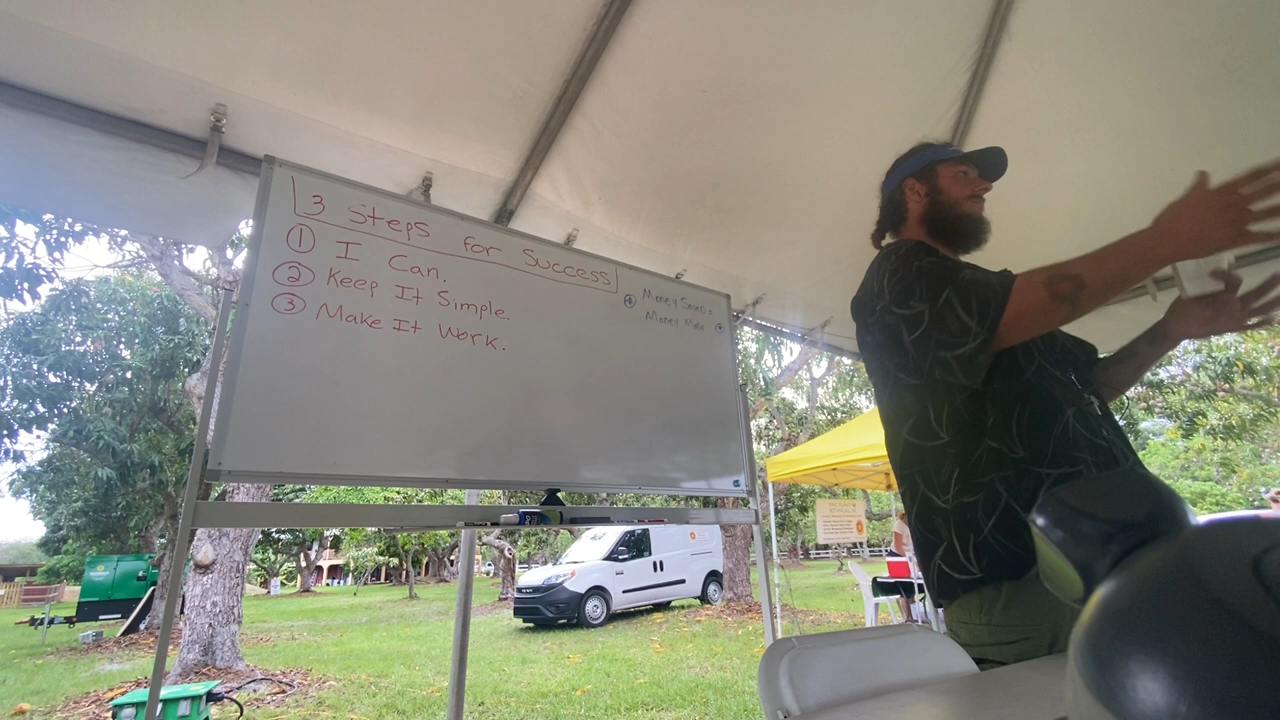 3 Steps for Success
① I Can.
② Keep It Simple.
③ Make It Work.
Money Saved =
Money Made